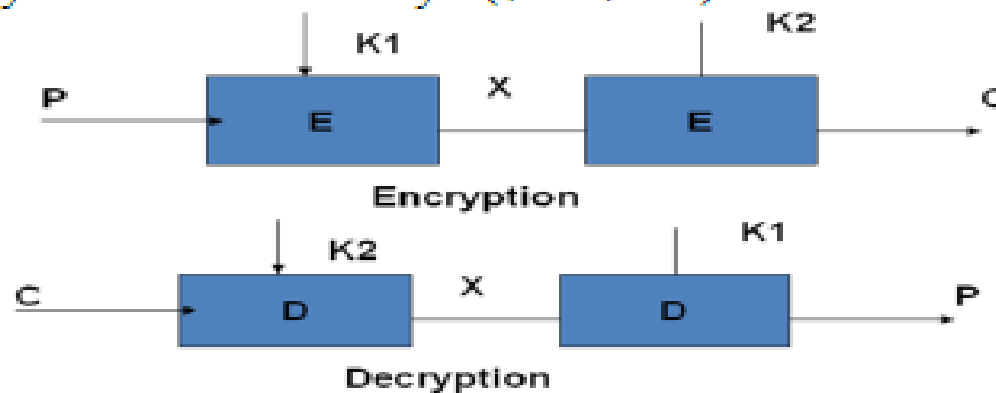 K1 K2
P X C
E E
Encryption
K2 K1
C X P
D D
Decryption